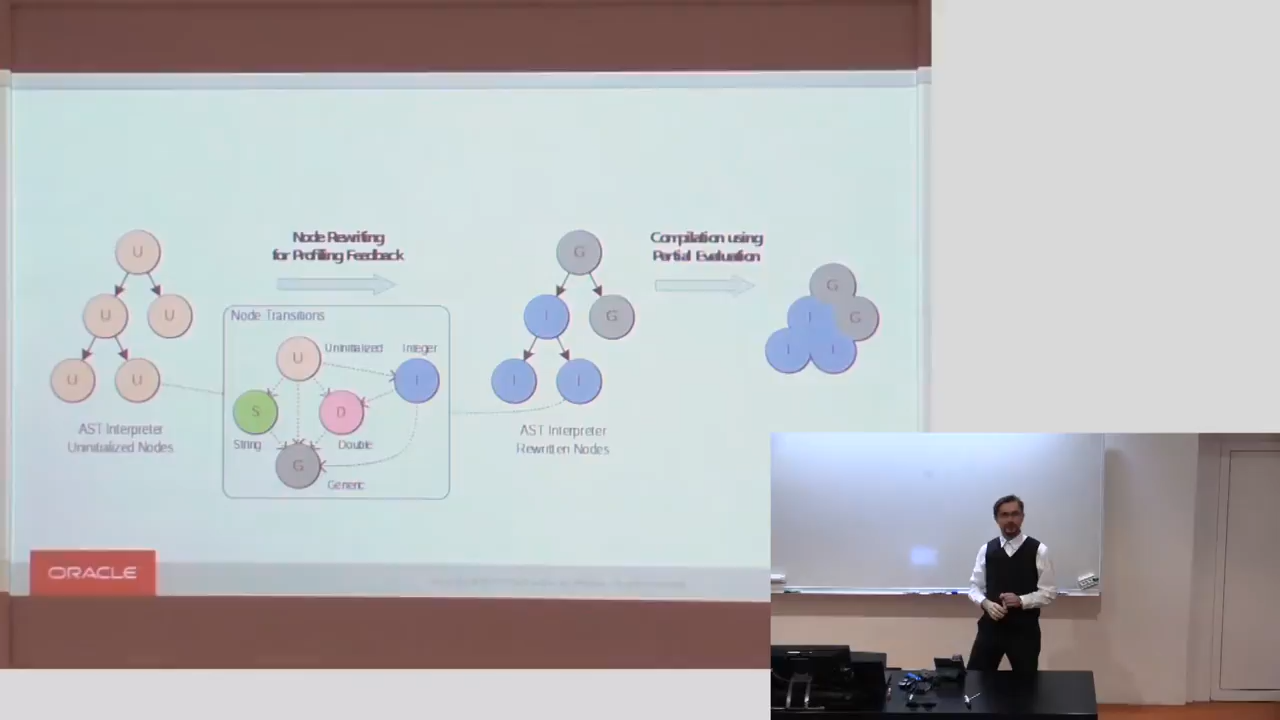 Node Rewriting
for Profiling Feedback
Compilation using
Partial Evaluation
U
U
U
U
U
AST Interpreter
Uninitialized Nodes
Node Transitions
U
Uninitialized
Integer
I
S
D
String
Double
G
Generic
G
I
G
I
I
AST Interpreter
Rewritten Nodes
G
I
G
I
I
ORACLE